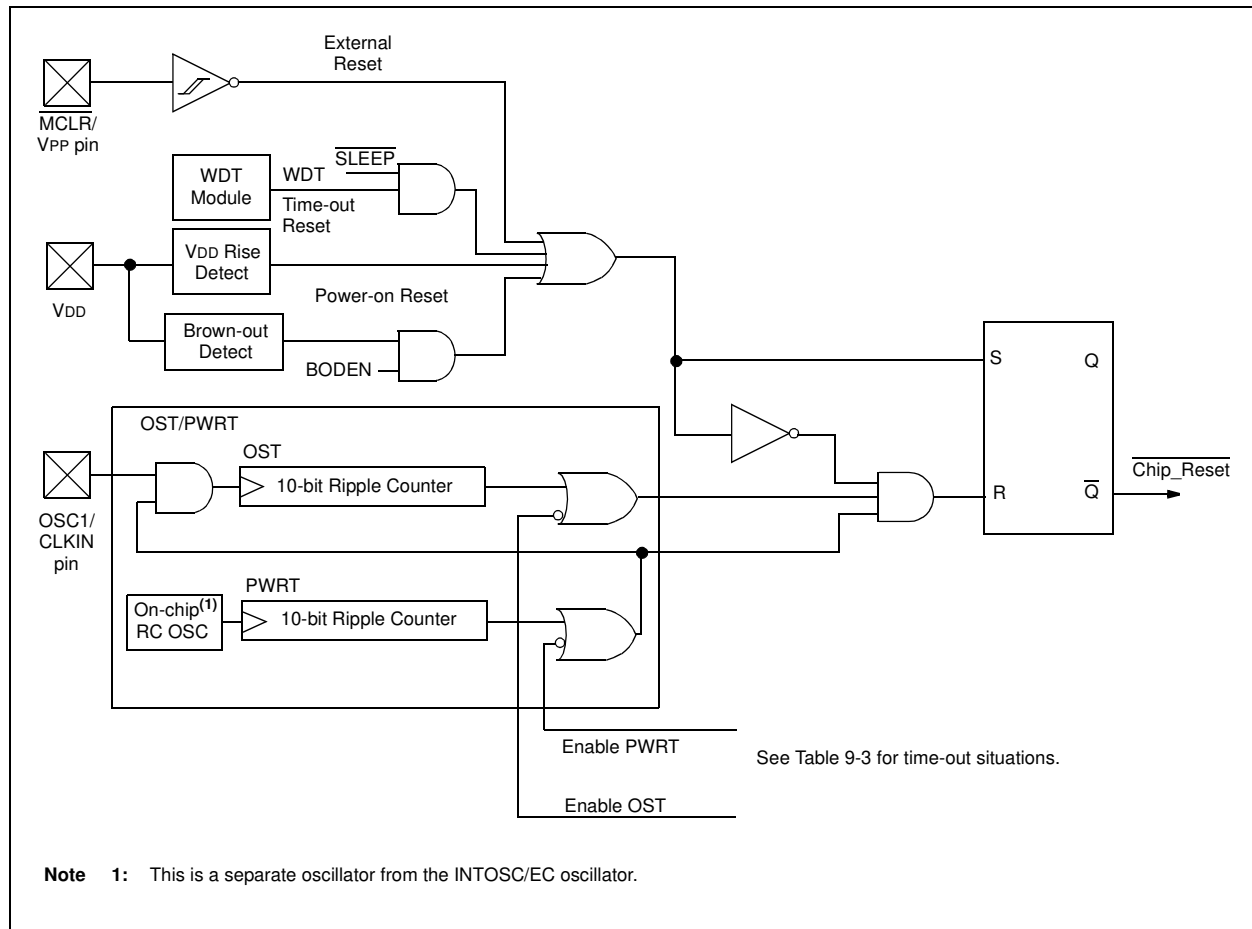 External
Reset
MCLR/
VPP pin
SLEEP
WDT
Module
WDT
Time-out
Reset
VDD Rise
Detect
VDD
Power-on Reset
Brown-out
Detect
BODEN
S
Q
OST/PWRT
OST
10-bit Ripple Counter
Chip_Reset
R
Q
OSC1/
CLKIN
pin
PWRT
On-chip(1)
RC OSC
10-bit Ripple Counter
Enable PWRT
See Table 9-3 for time-out situations.
Enable OST
Note 1: This is a separate oscillator from the INTOSC/EC oscillator.